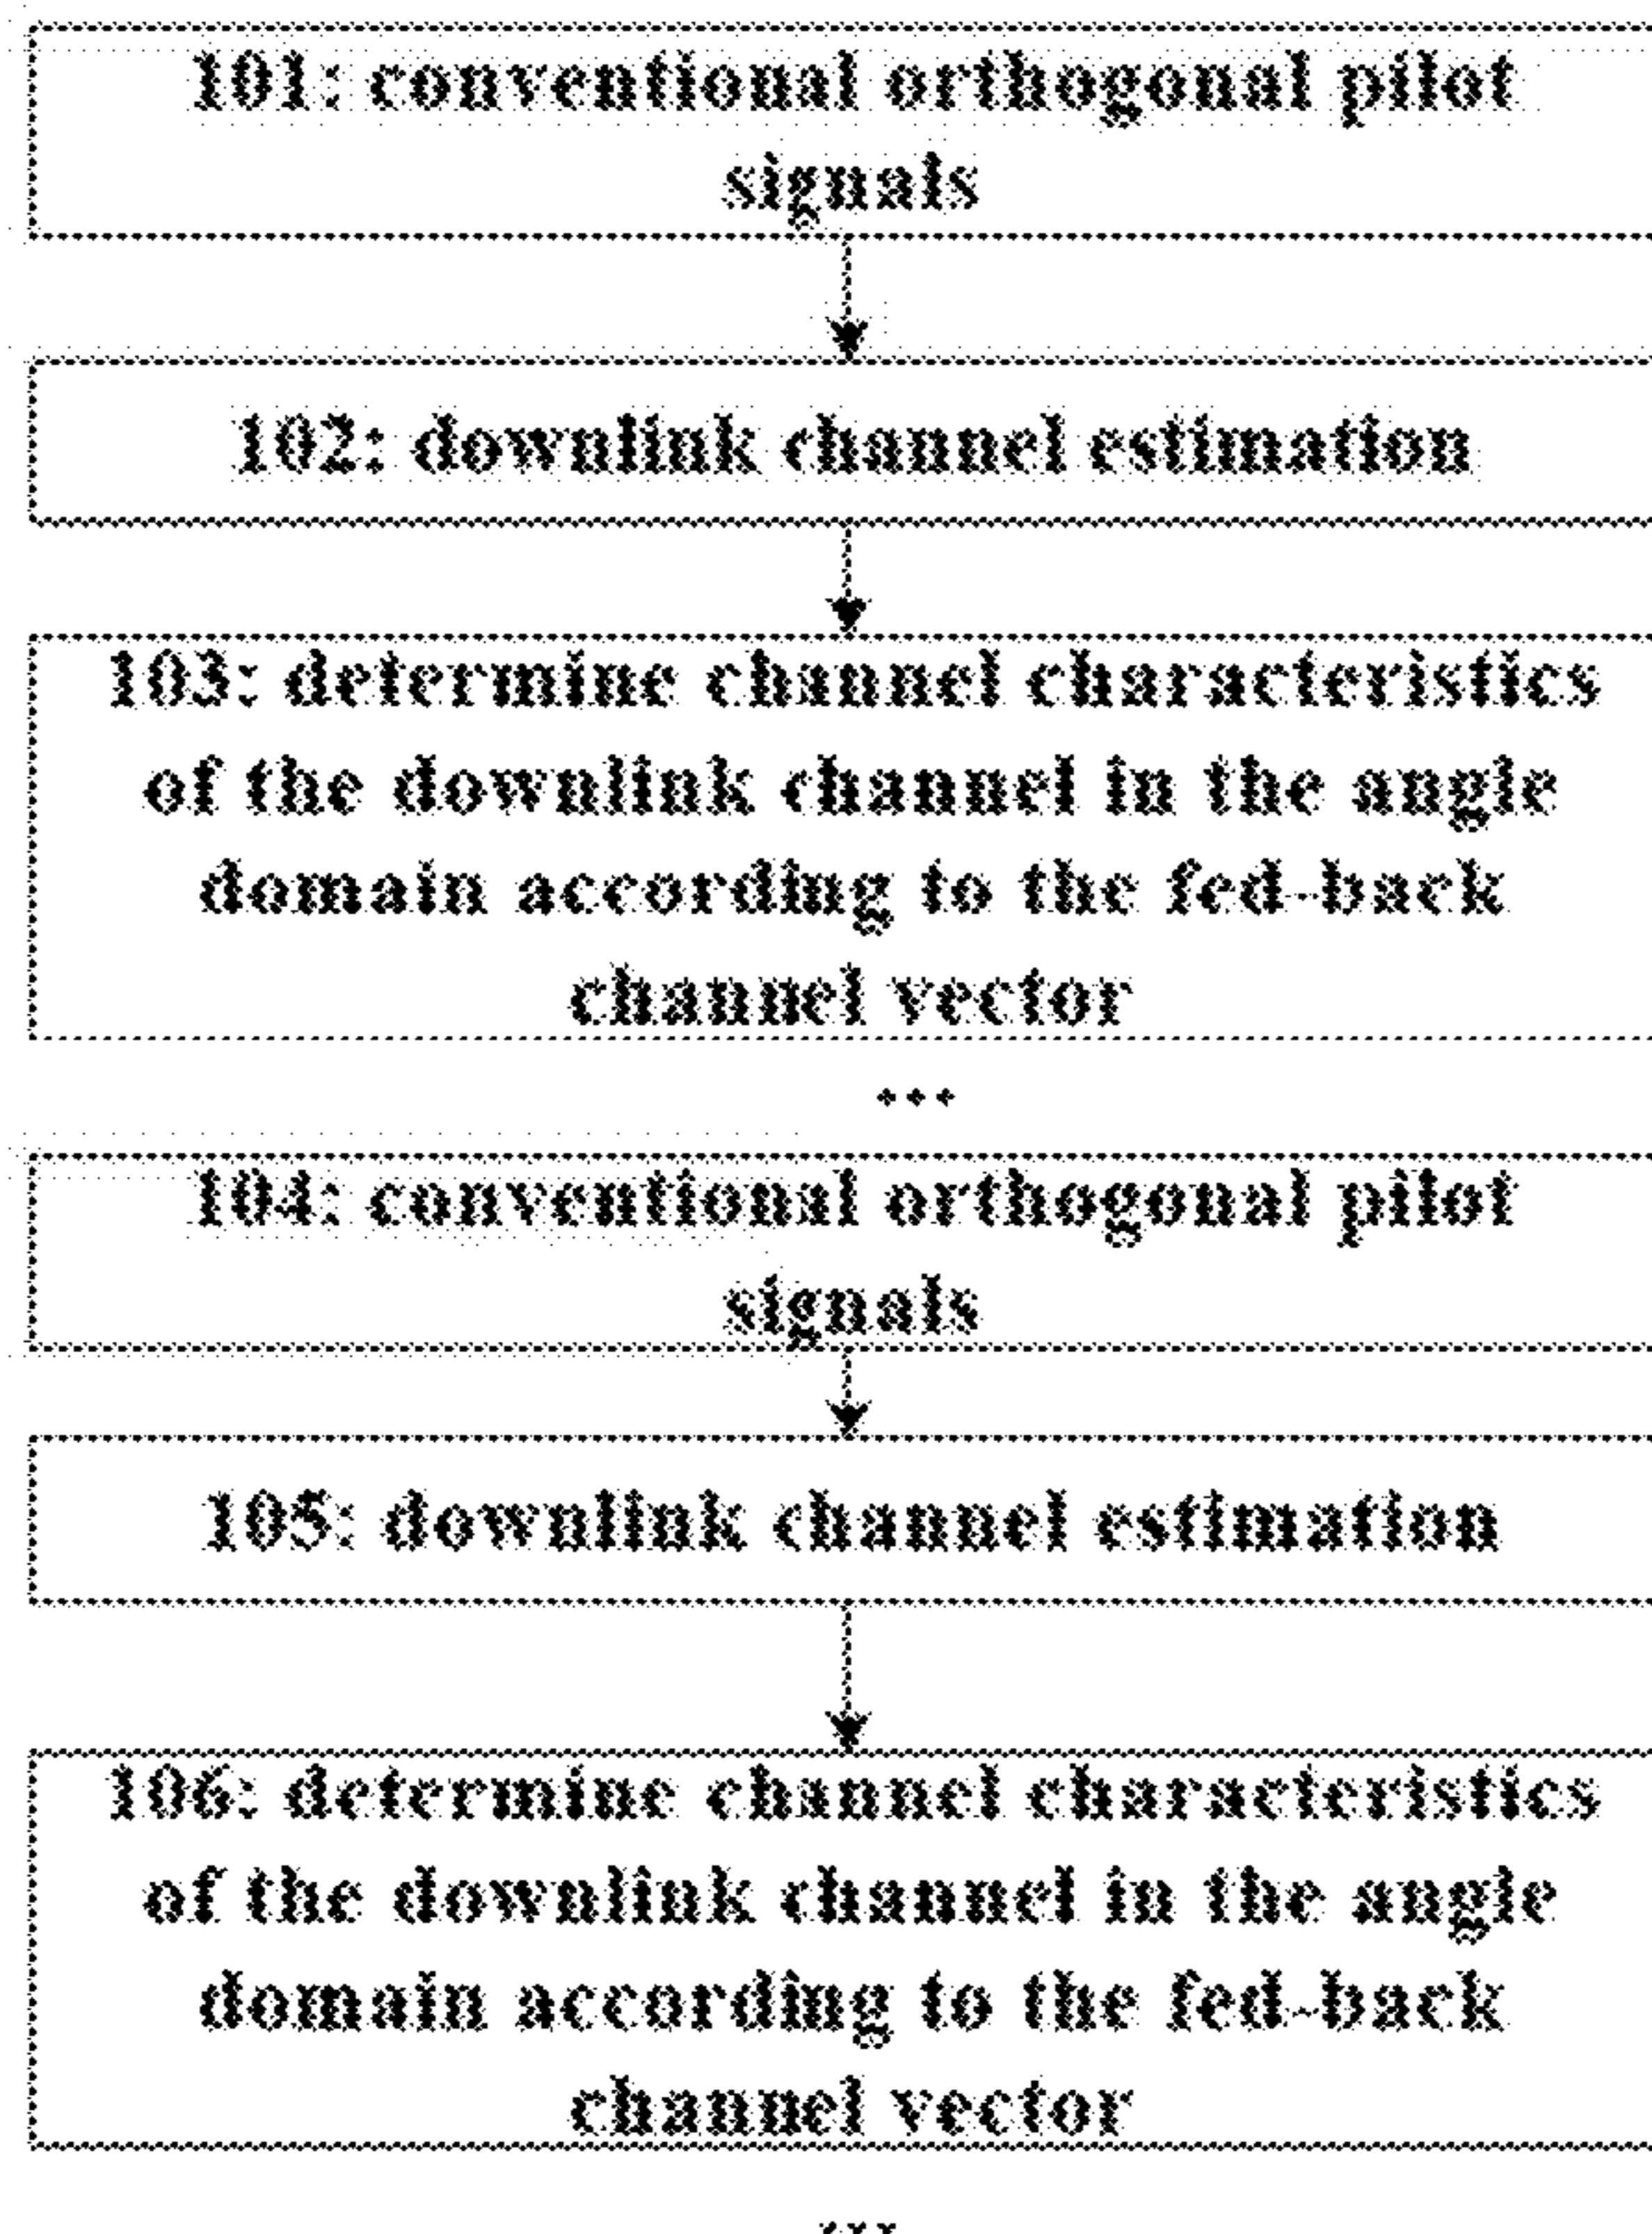 101: conventional orthogonal pilot
signals
102: downlink channel estimation
103: determine channel characteristics
of the downlink channel in the angle
domain according to the fed-back
channel vector
...
104: conventional orthogonal pilot
signals
105: downlink channel estimation
106: determine channel characteristics
of the downlink channel in the angle
domain according to the fed-back
channel vector